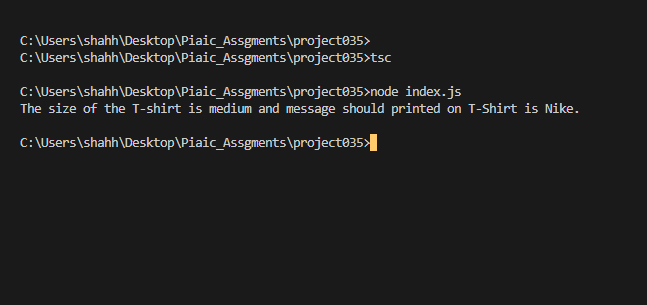 C:\Users\shahh\Desktop\Piaic_Assgments\project035>
C:\Users\shahh\Desktop\Piaic_Assgments\project035>tsc
C:\Users\shahh\Desktop\Piaic_Assgments\project035>node index.js
The size of the T-shirt is medium and message should printed on T-Shirt is Nike.
C:\Users\shahh\Desktop\Piaic_Assgments\project035>